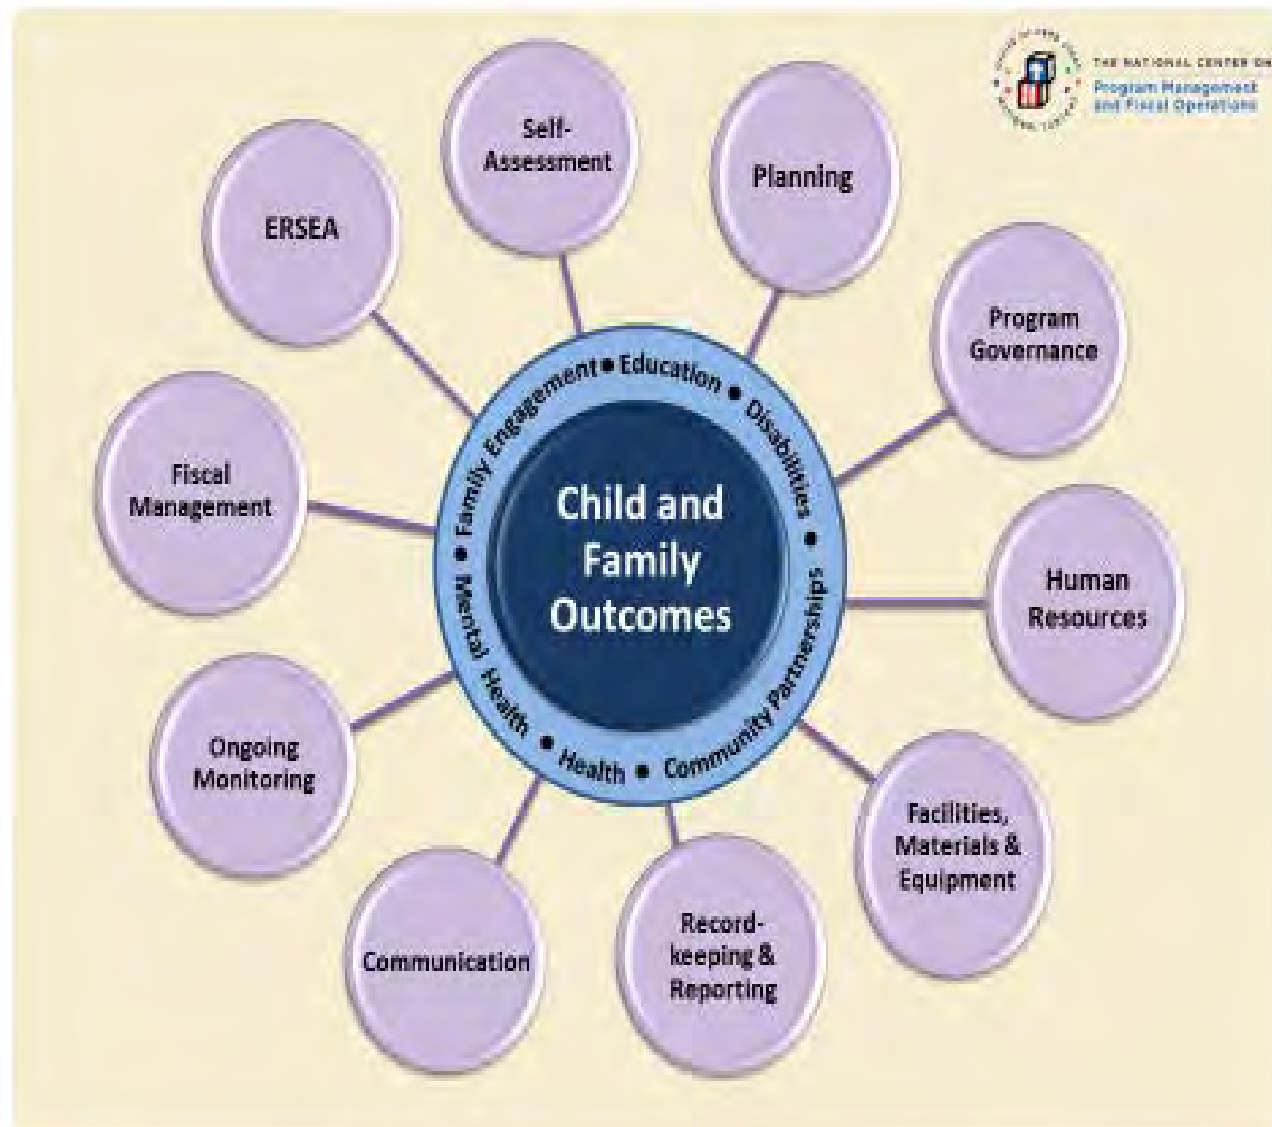 THE NATIONAL CENTER ON
Program Management
and Fiscal Operations
Self-
Assessment
Planning
ERSEA
Program
Governance
Fiscal
Management
Human
Resources
Ongoing
Monitoring
Facilities,
Materials &
Equipment
Communication
Record-
keeping &
Reporting
Family Engagement • Education • Disabilities • Community Partnerships • Health • Mental Health •
Child and
Family
Outcomes